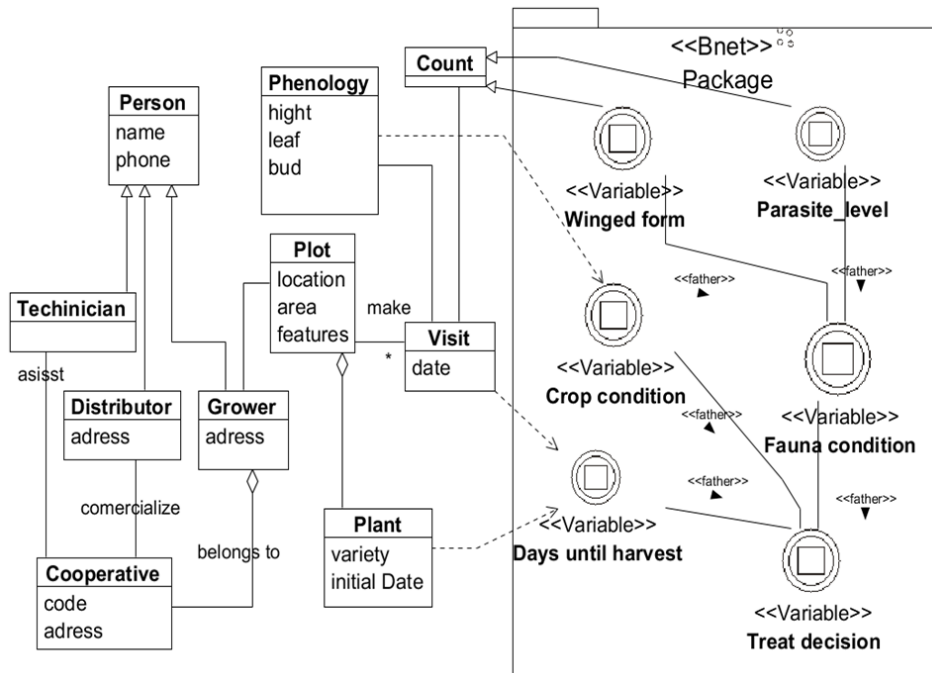 Person
name
phone
Phenology
hight
leaf
bud
Count
<<Bnet>>
Package
<<Variable>>
Winged form
<<Variable>>
Parasite_level
Plot
location
area
features
make
*
Visit
date
Techinician
asisst
Distributor
adress
Grower
adress
comercialize
belongs to
Cooperative
code
adress
Plant
variety
initial Date
<<father>>
<<father>>
<<Variable>>
Crop condition
<<father>>
<<Variable>>
Fauna condition
<<father>>
<<father>>
<<Variable>>
Days until harvest
<<Variable>>
Treat decision